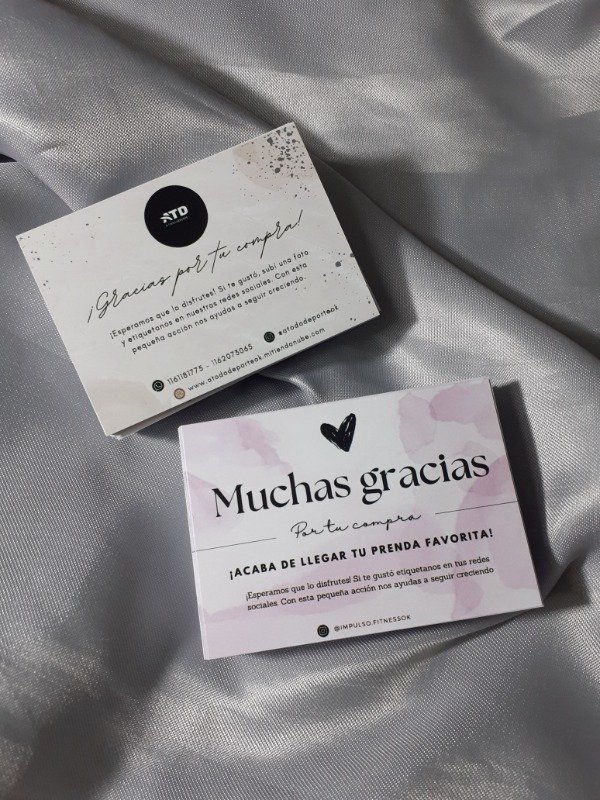 ATD
¡Gracias por tu compra!
¡Esperamos que lo disfrutes! Si te gustó, subi una foto
y etiquetanos en nuestras redes sociales. Con esta
pequeña acción nos ayudas a seguir creciendo.
1161181775 - 1162073065
@atododeporteok
www.atododeporteok.mitiendanube.com
Muchas gracias
Por tu compra
¡ACABA DE LLEGAR TU PRENDA FAVORITA!
¡Esperamos que lo disfrutes! Si te gustó etiquetanos en tus redes
sociales. Con esta pequeña acción nos ayudas a seguir creciendo
@IMPULSO.FITNESSOK